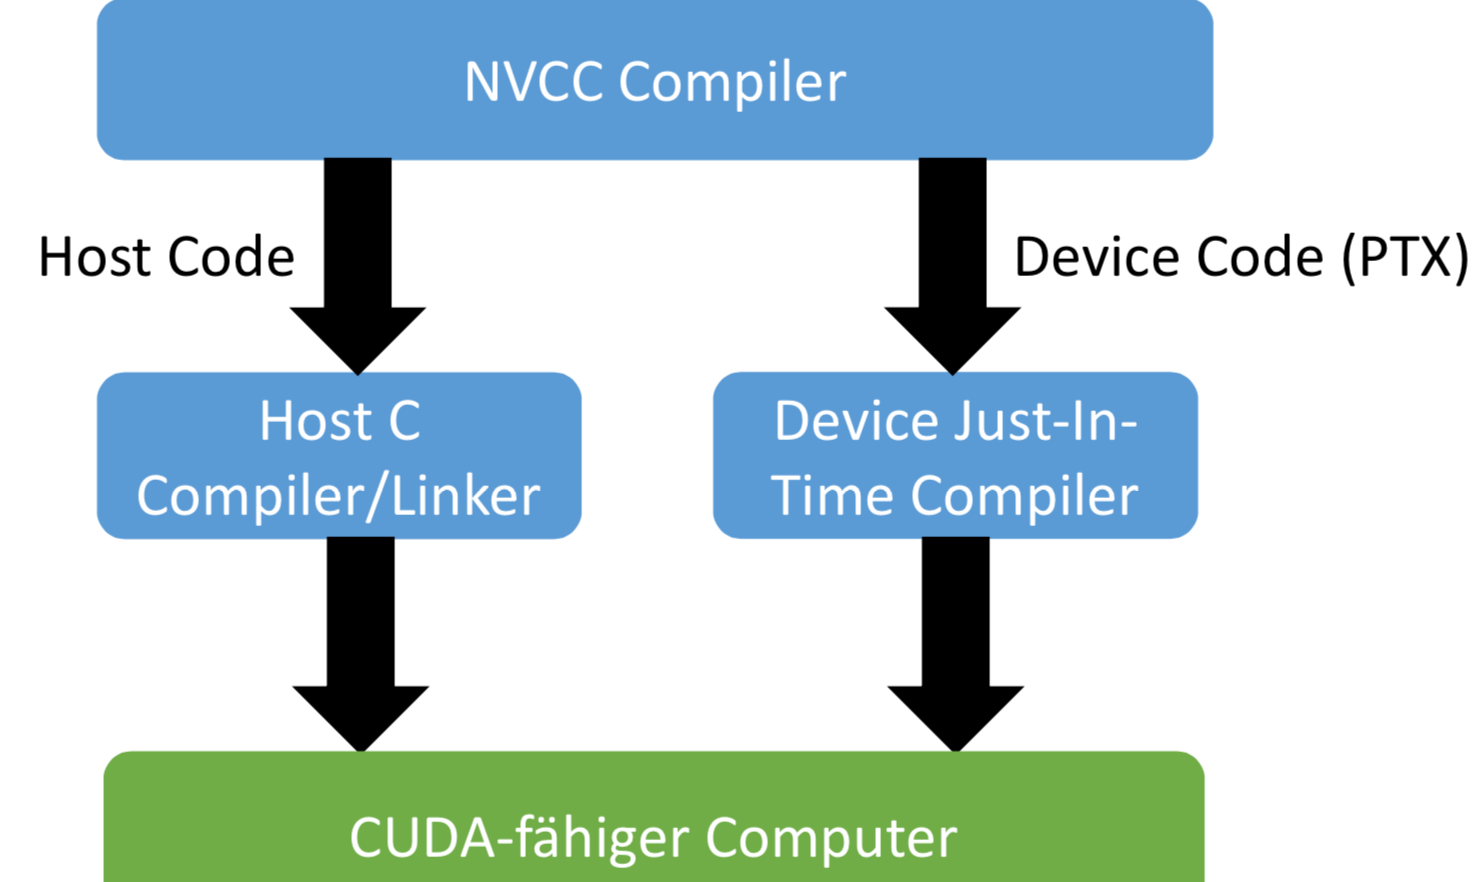 NVCC Compiler
Host Code
Device Code (PTX)
Host C
Compiler/Linker
Device Just-In-
Time Compiler
CUDA-fähiger Computer